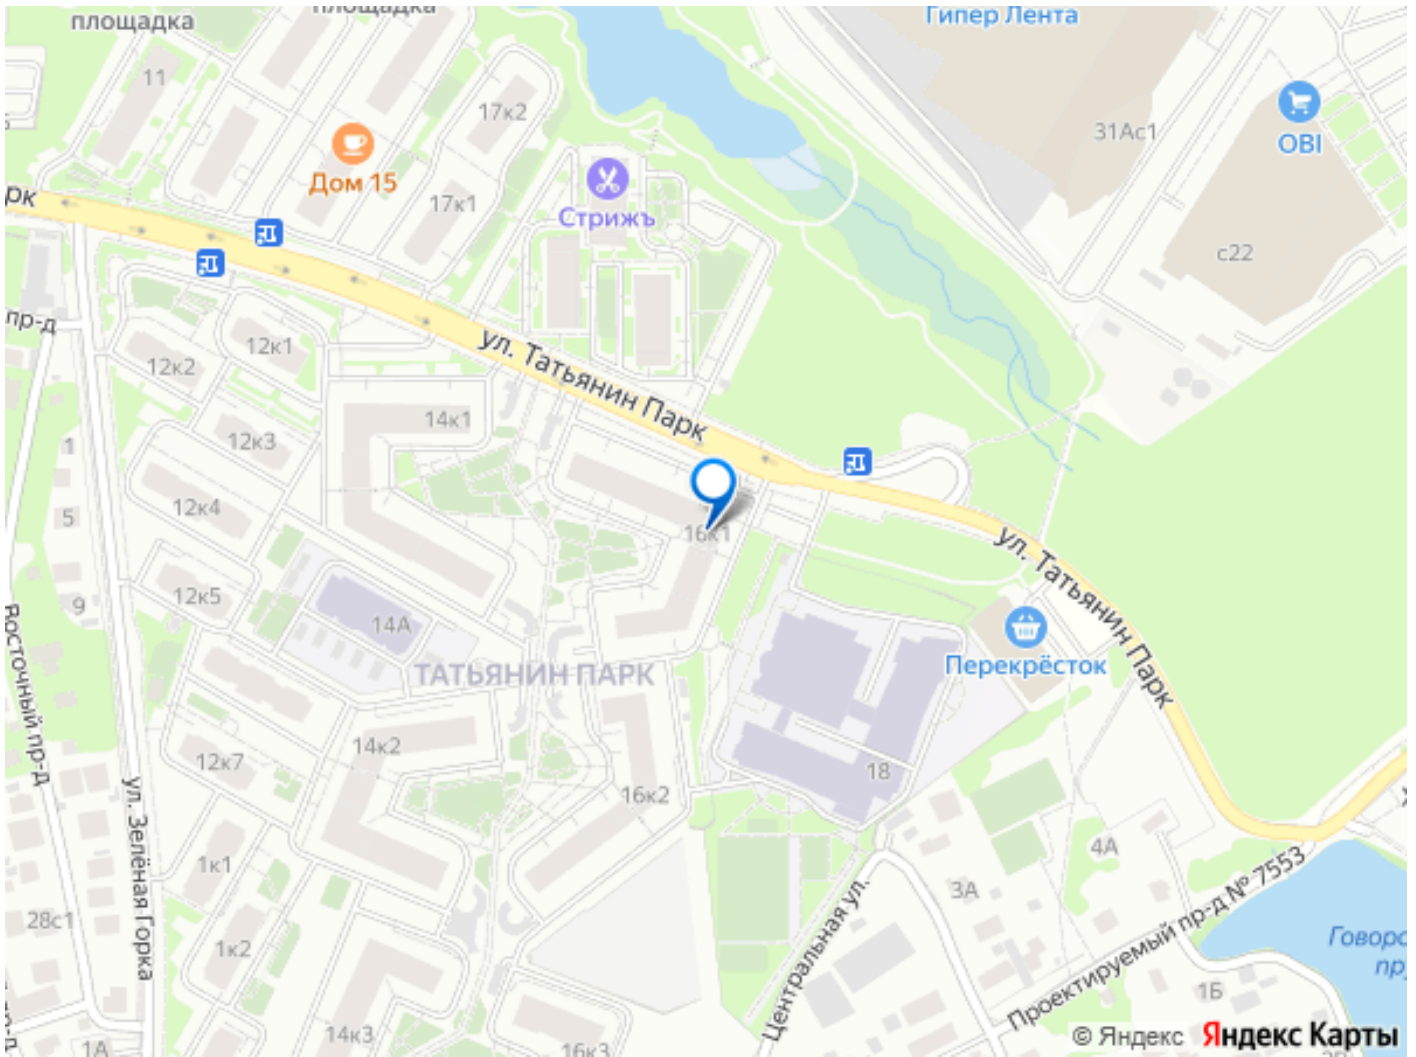 площадка
площадка
Гипер Лента
11
17к2
31Ас1
OBI
Дом 15
17к1
Стрижъ
с22
рк
пр-д
12к1
12к2
ул. Татьянин Парк
14к1
12к3
1
12к4
5
16к1
ул. Татьянин Парк
12к5
9
14А
Перекрёсток
ТАТЬЯНИН ПАРК
Восточный пр-д
14к2
12к7
18
16к2
ул. Зелёная Горка
4А
1к1
3А
Проектируемый пр-д № 7553
Центральная ул.
28с1
1к2
Говоро
пру
1Б
14к3
1А
16к3
© Яндекс Яндекс Карты